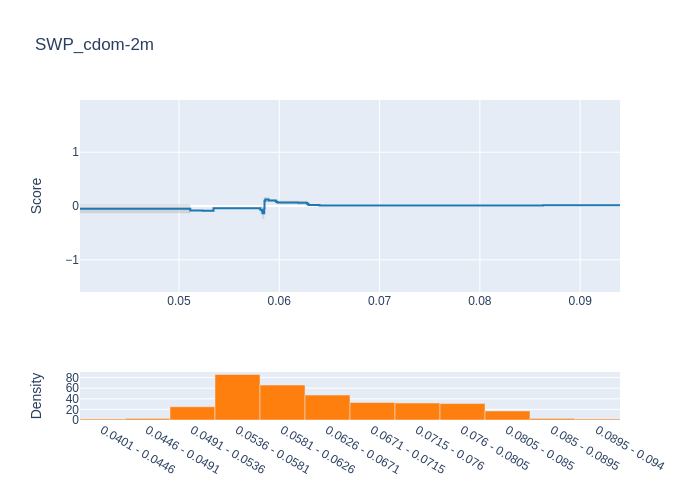 SWP_cdom-2m
Score
1
0
−1
0.05 0.06 0.07 0.08 0.09
Density
80
60
40
20
0
0.0401 - 0.0446
0.0446 - 0.0491
0.0491 - 0.0536
0.0536 - 0.0581
0.0581 - 0.0626
0.0626 - 0.0671
0.0671 - 0.0715
0.0715 - 0.076
0.076 - 0.0805
0.0805 - 0.085
0.085 - 0.0895
0.0895 - 0.094